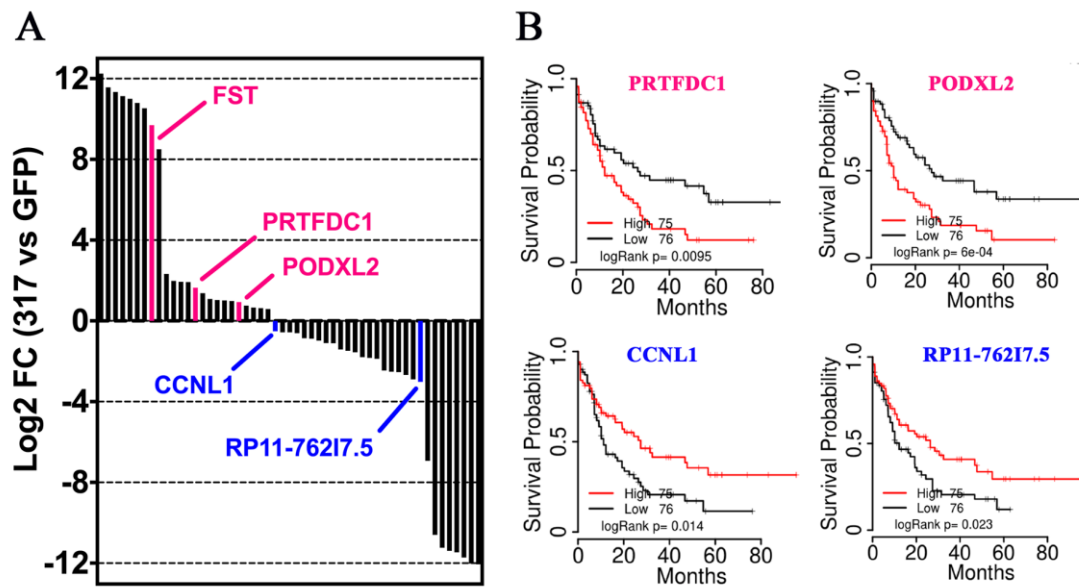 A
Log2 FC (317 vs GFP)
12
8
4
0
-4
-8
-12
FST
PRTFDC1
PODXL2
CCNL1
RP11-762I7.5
B
PRTFDC1
Survival Probability
1.0
0.5
0
High 75
Low 76
logRank p= 0.0095
0 20 40 60 80
Months
PODXL2
Survival Probability
1.0
0.5
0
High 75
Low 76
logRank p= 6e-04
0 20 40 60 80
Months
CCNL1
Survival Probability
1.0
0.5
0
High 75
Low 76
logRank p= 0.014
0 20 40 60 80
Months
RP11-762I7.5
Survival Probability
1.0
0.5
0
High 75
Low 76
logRank p= 0.023
0 20 40 60 80
Months